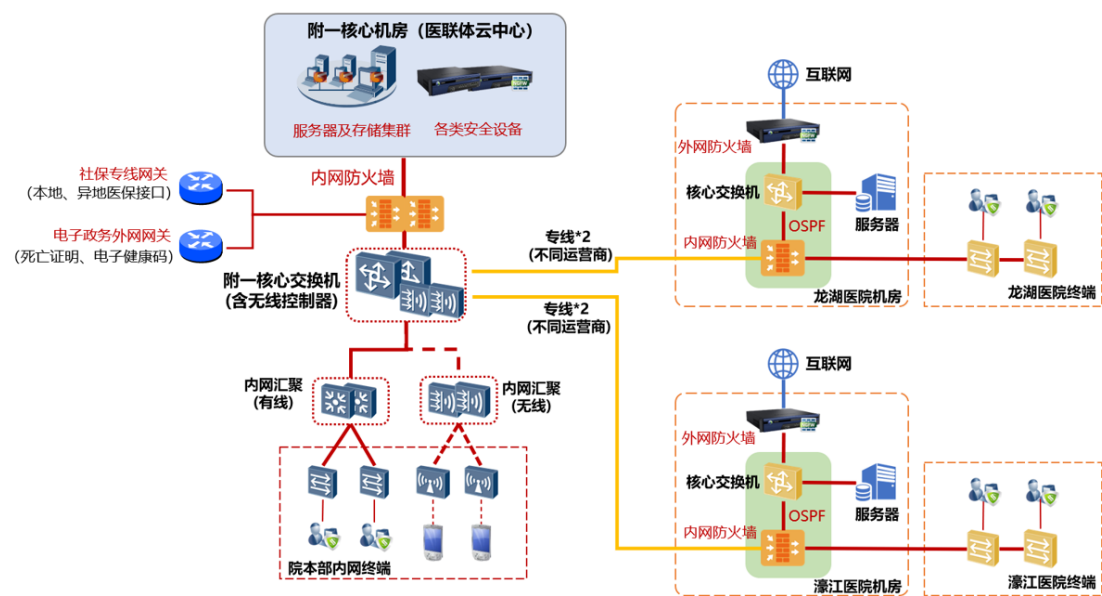 附一核心机房（医联体云中心）
服务器及存储集群
各类安全设备
内网防火墙
社保专线网关
(本地、异地医保接口)
电子政务外网网关
(死亡证明、电子健康码)
附一核心交换机
(含无线控制器)
专线*2
(不同运营商)
专线*2
(不同运营商)
内网汇聚
(有线)
内网汇聚
(无线)
院本部内网终端
互联网
外网防火墙
核心交换机
OSPF
服务器
内网防火墙
龙湖医院机房
龙湖医院终端
互联网
外网防火墙
核心交换机
OSPF
服务器
内网防火墙
濠江医院机房
濠江医院终端